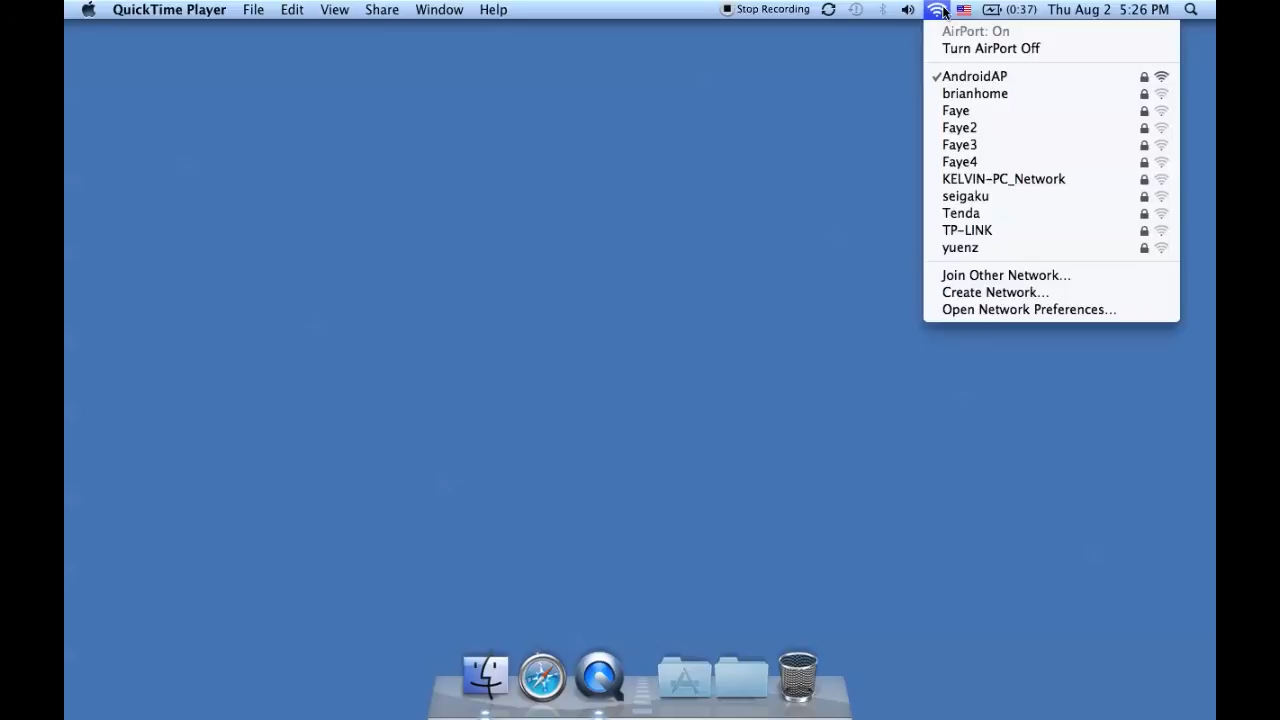 QuickTime Player File Edit View Share Window Help Stop Recording (0:37) Thu Aug 2 5:26 PM
AirPort: On
Turn AirPort Off
AndroidAP
brianhome
Faye
Faye2
Faye3
Faye4
KELVIN-PC_Network
seigaku
Tenda
TP-LINK
yuenz
Join Other Network...
Create Network...
Open Network Preferences...